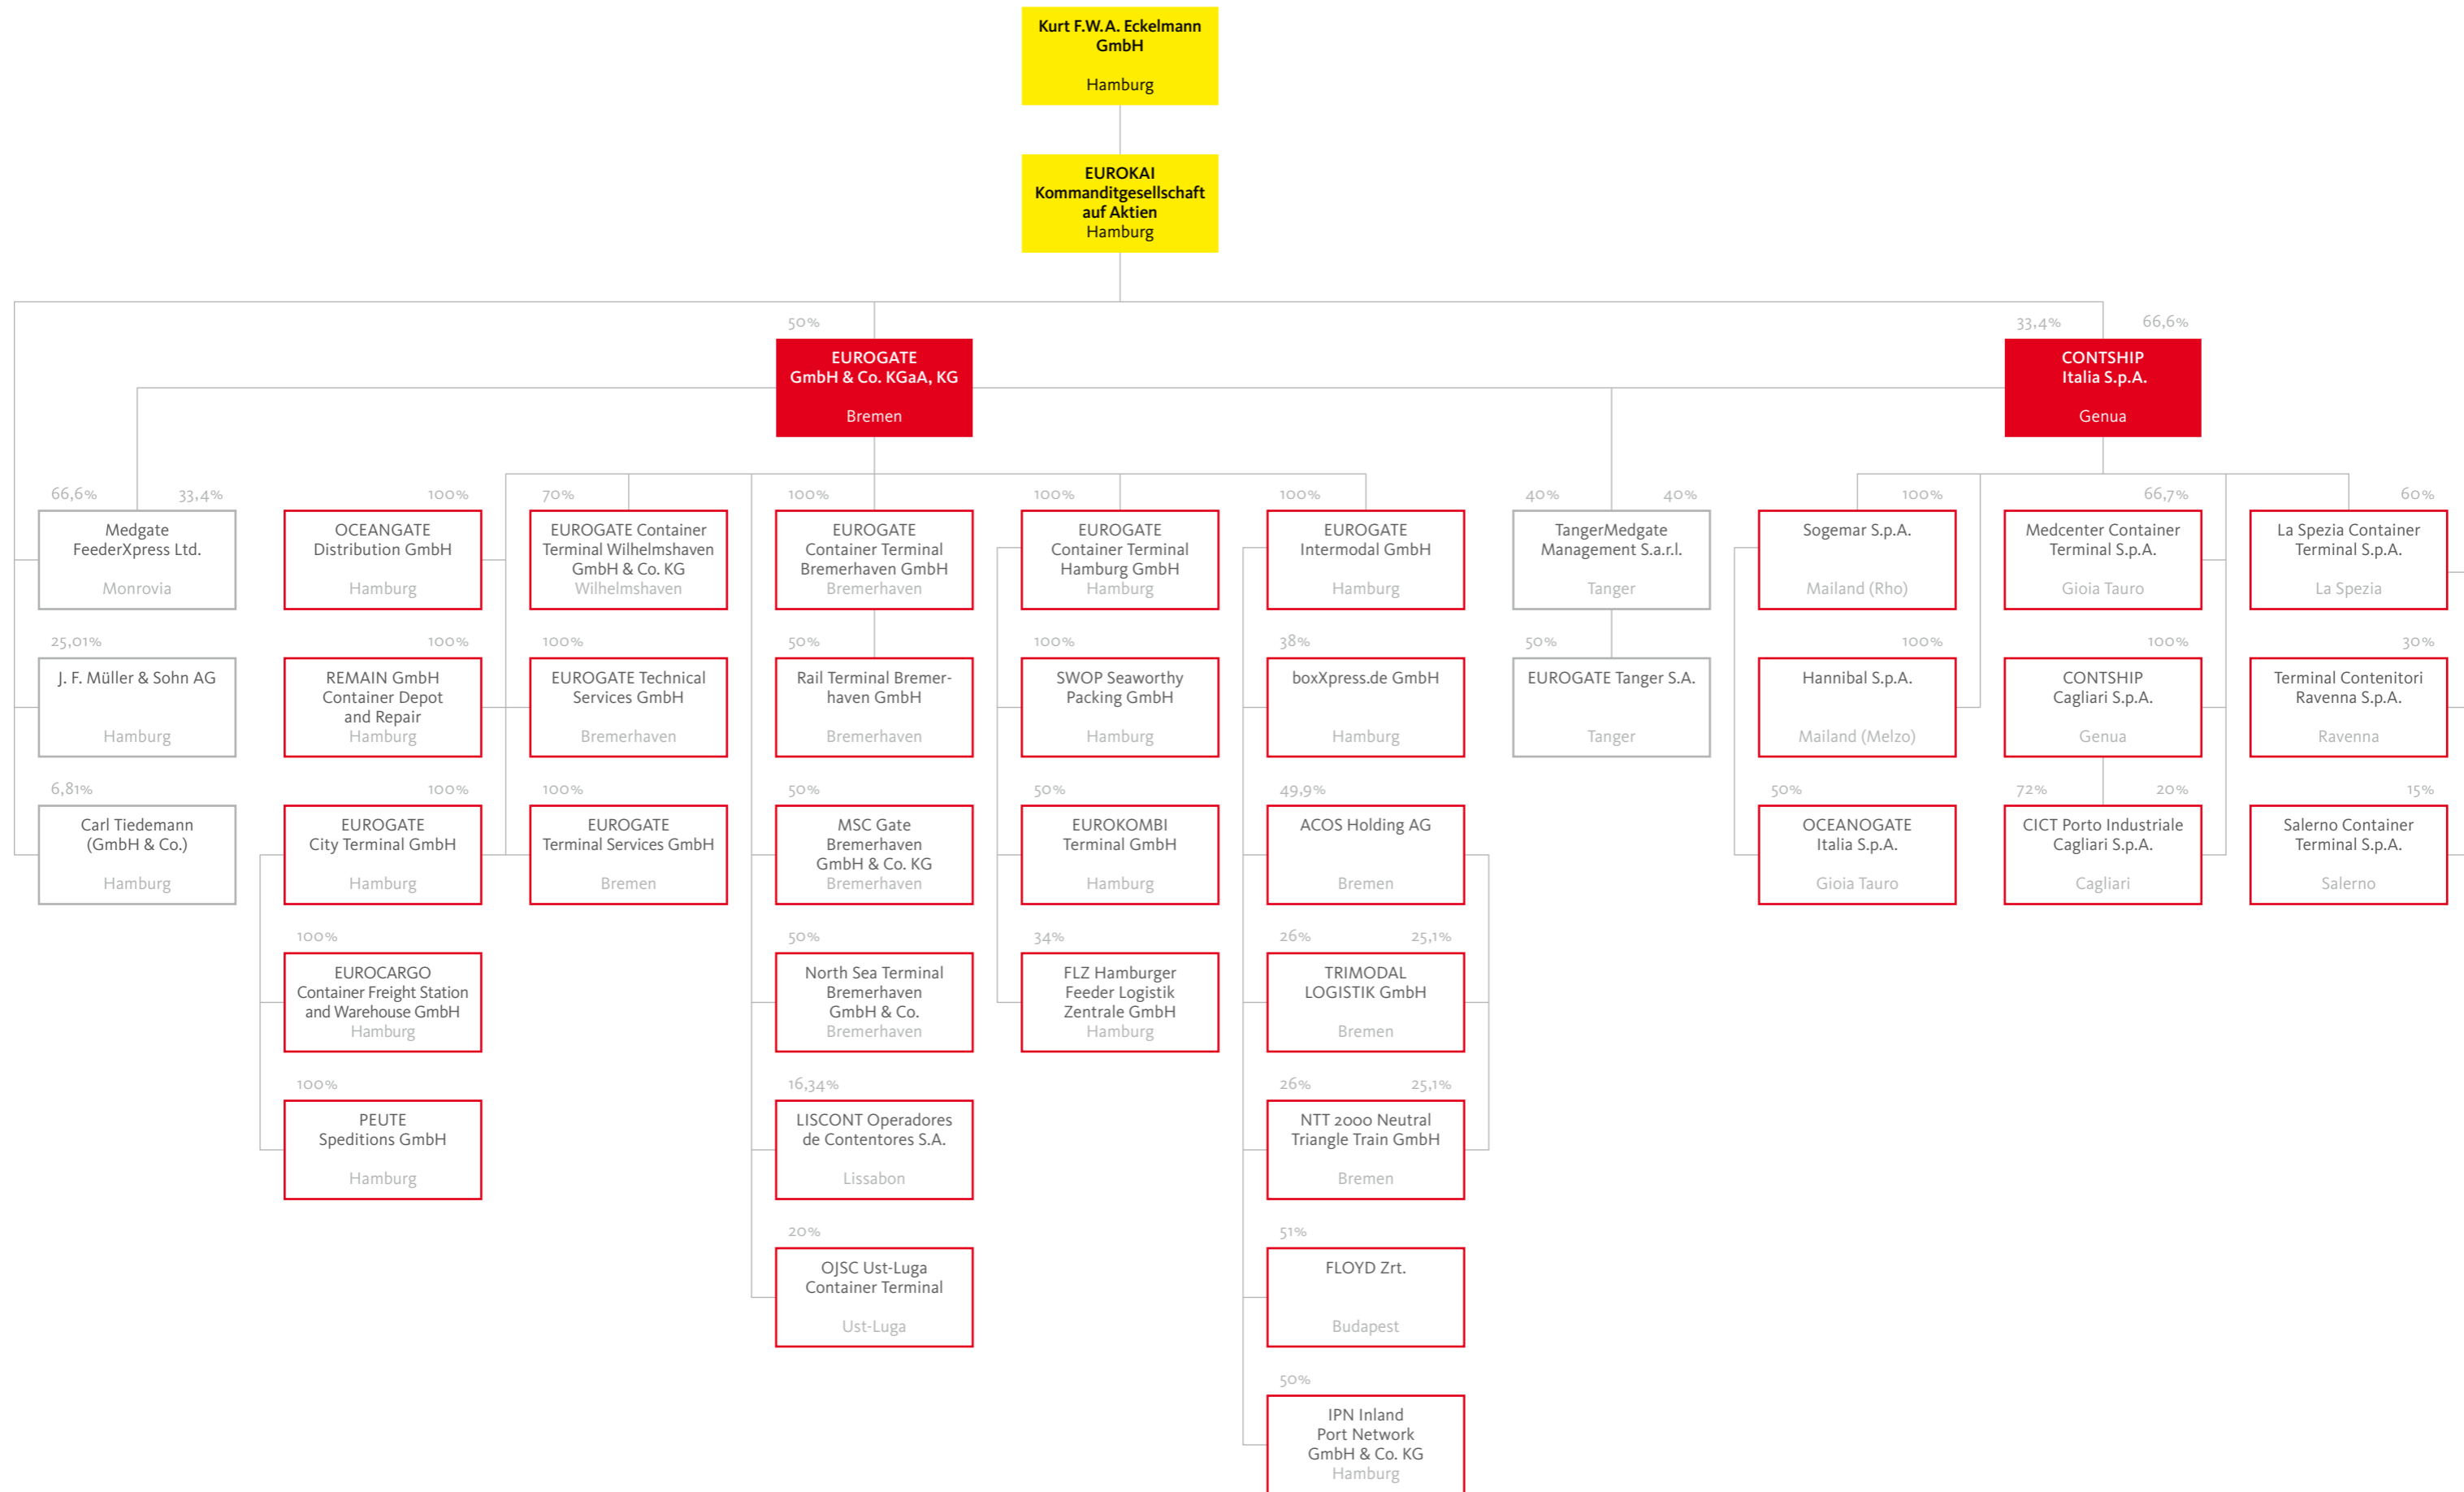 Kurt F.W.A. Eckelmann
GmbH
Hamburg
EUROKAI
Kommanditgesellschaft
auf Aktien
Hamburg
50%
EUROGATE
GmbH & Co. KGaA, KG
Bremen
33,4%
66,6%
CONTSHIP
Italia S.p.A.
Genua
66,6%
33,4%
Medgate
FeederXpress Ltd.
Monrovia
25,01%
J. F. Müller & Sohn AG
Hamburg
6,81%
Carl Tiedemann
(GmbH & Co.)
Hamburg
100%
OCEANGATE
Distribution GmbH
Hamburg
100%
REMAIN GmbH
Container Depot
and Repair
Hamburg
100%
EUROGATE
City Terminal GmbH
Hamburg
100%
EUROCARGO
Container Freight Station
and Warehouse GmbH
Hamburg
100%
PEUTE
Speditions GmbH
Hamburg
70%
EUROGATE Container
Terminal Wilhelmshaven
GmbH & Co. KG
Wilhelmshaven
100%
EUROGATE Technical
Services GmbH
Bremerhaven
100%
EUROGATE
Terminal Services GmbH
Bremen
100%
EUROGATE
Container Terminal
Bremerhaven GmbH
Bremerhaven
50%
Rail Terminal Bremer-
haven GmbH
Bremerhaven
50%
MSC Gate
Bremerhaven
GmbH & Co. KG
Bremerhaven
50%
North Sea Terminal
Bremerhaven
GmbH & Co.
Bremerhaven
16,34%
LISCONT Operadores
de Contentores S.A.
Lissabon
20%
OJSC Ust-Luga
Container Terminal
Ust-Luga
100%
EUROGATE
Container Terminal
Hamburg GmbH
Hamburg
100%
SWOP Seaworthy
Packing GmbH
Hamburg
50%
EUROKOMBI
Terminal GmbH
Hamburg
34%
FLZ Hamburger
Feeder Logistik
Zentrale GmbH
Hamburg
100%
EUROGATE
Intermodal GmbH
Hamburg
38%
boxXpress.de GmbH
Hamburg
49,9%
ACOS Holding AG
Bremen
26%
25,1%
TRIMODAL
LOGISTIK GmbH
Bremen
26%
25,1%
NTT 2000 Neutral
Triangle Train GmbH
Bremen
51%
FLOYD Zrt.
Budapest
50%
IPN Inland
Port Network
GmbH & Co. KG
Hamburg
40%
40%
TangerMedgate
Management S.a.r.l.
Tanger
50%
EUROGATE Tanger S.A.
Tanger
100%
Sogemar S.p.A.
Mailand (Rho)
100%
Hannibal S.p.A.
Mailand (Melzo)
50%
OCEANOGATE
Italia S.p.A.
Gioia Tauro
66,7%
Medcenter Container
Terminal S.p.A.
Gioia Tauro
100%
CONTSHIP
Cagliari S.p.A.
Genua
72%
20%
CICT Porto Industriale
Cagliari S.p.A.
Cagliari
60%
La Spezia Container
Terminal S.p.A.
La Spezia
30%
Terminal Contenitori
Ravenna S.p.A.
Ravenna
15%
Salerno Container
Terminal S.p.A.
Salerno